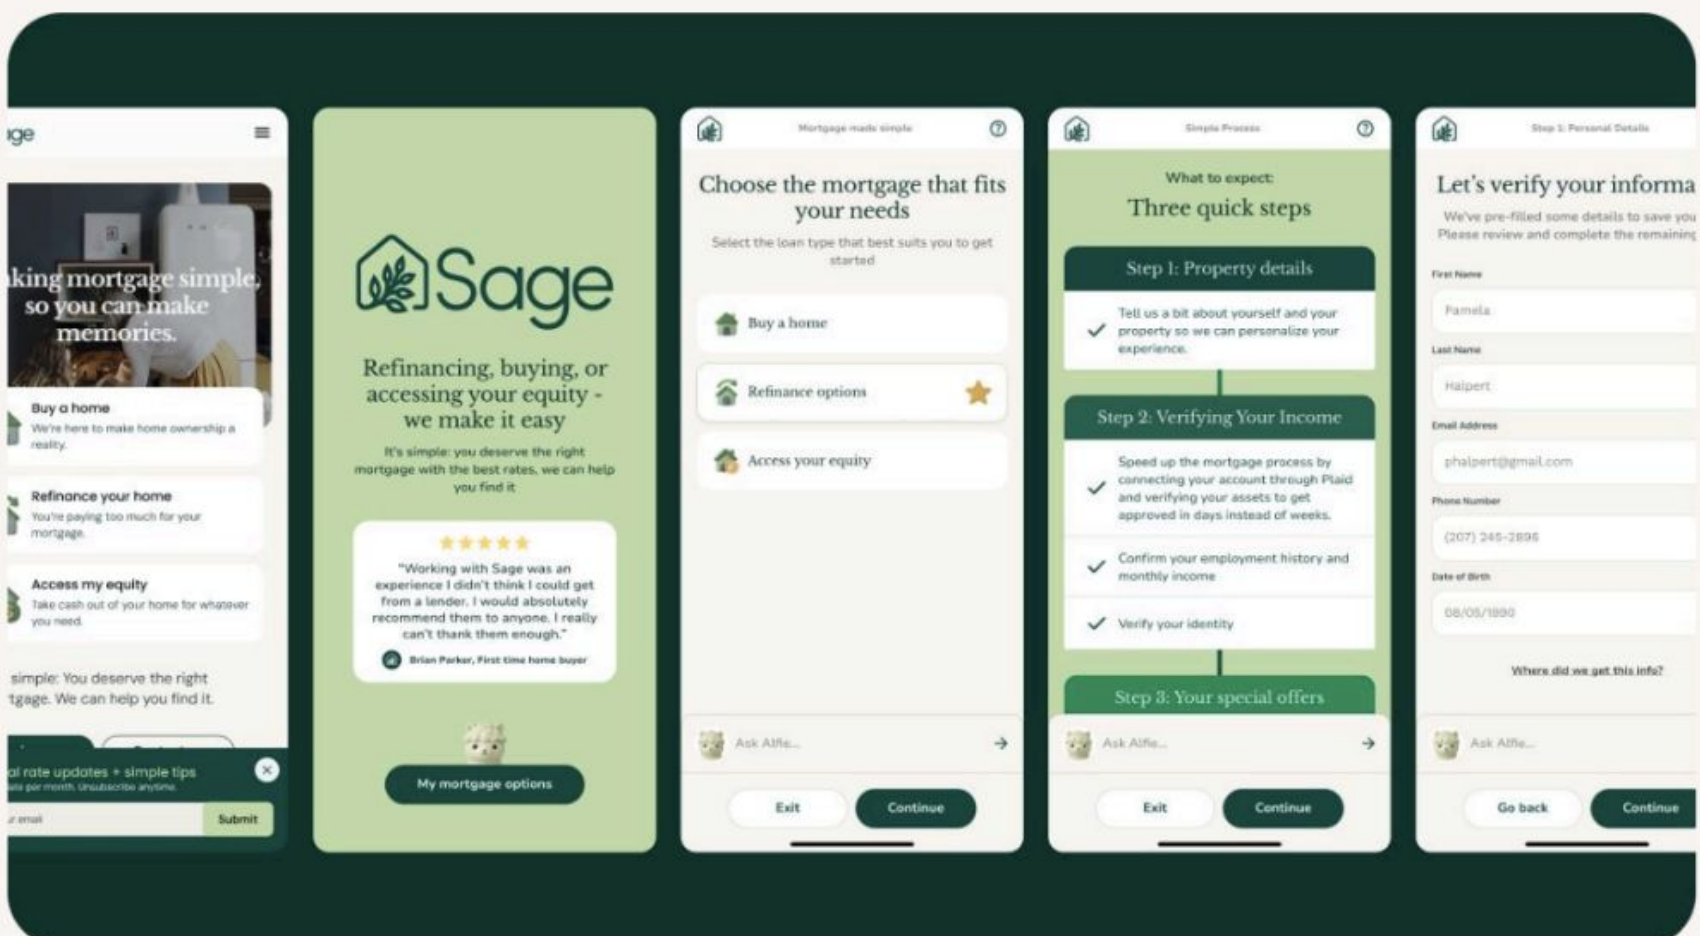 age
king mortgage simple,
so you can make
memories.
Buy a home
We're here to make home ownership a
reality.
Refinance your home
You're paying too much for your
mortgage.
Access my equity
Take cash out of your home for whatever
you need.
simple: You deserve the right
tgage. We can help you find it.
al rate updates + simple tips
per month. Unsubscribe anytime.
r email
Submit
Sage
Refinancing, buying, or
accessing your equity -
we make it easy
It's simple: you deserve the right
mortgage with the best rates, we can help
you find it
"Working with Sage was an
experience I didn't think I could get
from a lender. I would absolutely
recommend them to anyone. I really
can't thank them enough."
Brian Parker, First time home buyer
My mortgage options
Mortgage made simple
Choose the mortgage that fits
your needs
Select the loan type that best suits you to get
started
Buy a home
Refinance options
Access your equity
Ask Alfie...
Exit
Continue
Simple Process
What to expect:
Three quick steps
Step 1: Property details
Tell us a bit about yourself and your
property so we can personalize your
experience.
Step 2: Verifying Your Income
Speed up the mortgage process by
connecting your account through Plaid
and verifying your assets to get
approved in days instead of weeks.
Confirm your employment history and
monthly income
Verify your identity
Step 3: Your special offers
Ask Alfie...
Exit
Continue
Step 1: Personal Details
Let's verify your informa
We've pre-filled some details to save you
Please review and complete the remaining
First Name
Pamela
Last Name
Halpert
Email Address
phalpert@gmail.com
Phone Number
(207) 245-2896
Date of Birth
08/05/1990
Where did we get this info?
Ask Alfie...
Go back
Continue